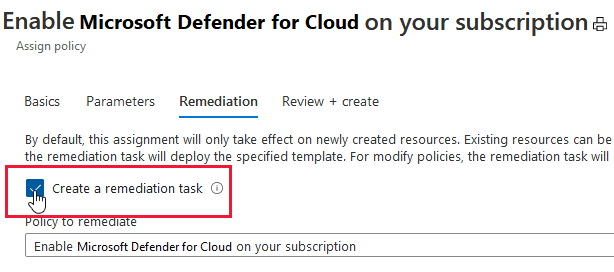 Enable Microsoft Defender for Cloud on your subscription
Assign policy
Basics Parameters Remediation Review + create
By default, this assignment will only take effect on newly created resources. Existing resources can be
the remediation task will deploy the specified template. For modify policies, the remediation task will
Create a remediation task
Policy to remediate
Enable Microsoft Defender for Cloud on your subscription